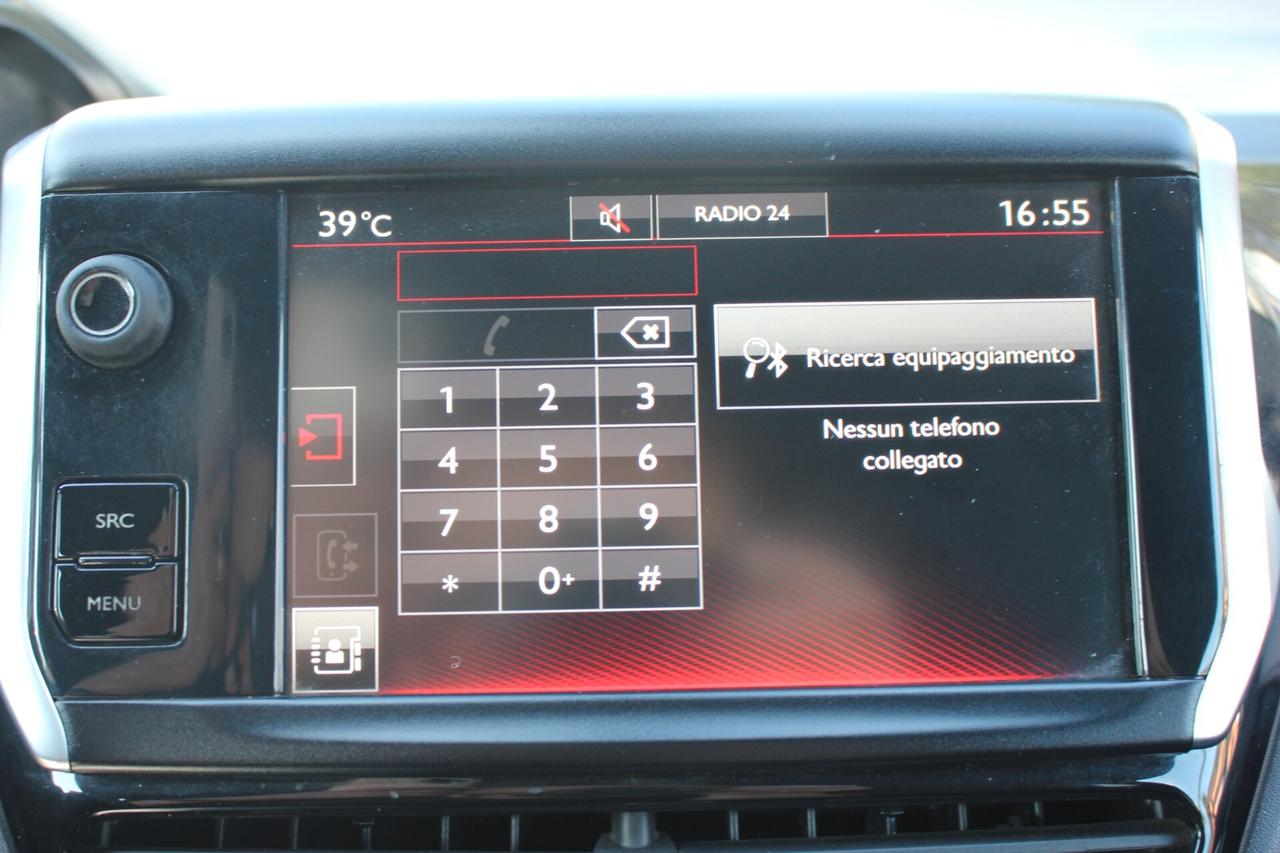 39°C
RADIO 24
16:55
Ricerca equipaggiamento
Nessun telefono
collegato
1 2 3
4 5 6
7 8 9
* 0+ #
SRC
MENU